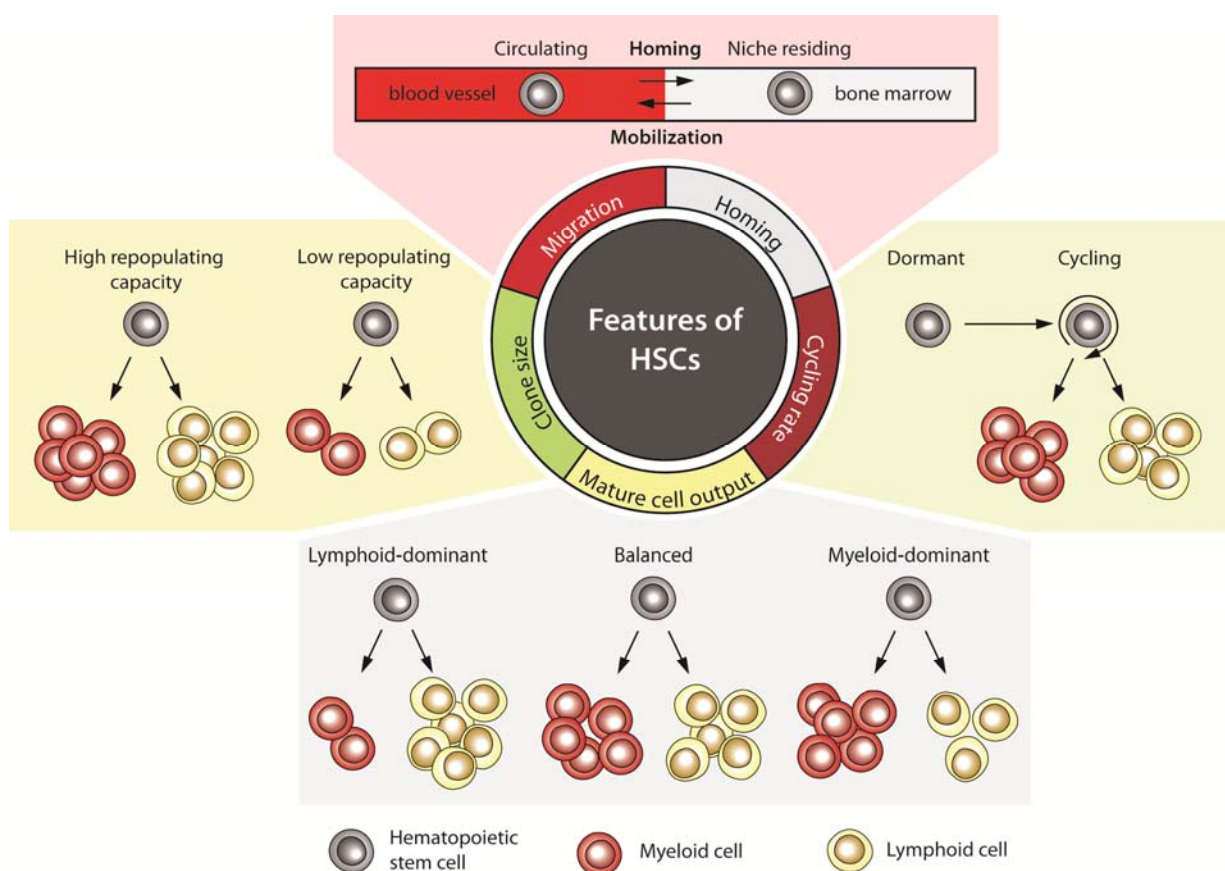 Circulating
Homing
Niche residing
blood vessel
bone marrow
Mobilization
Migration
Homing
High repopulating
capacity
Low repopulating
capacity
Dormant
Cycling
Features of
HSCs
Clone size
Cycling rate
Mature cell output
Lymphoid-dominant
Balanced
Myeloid-dominant
Hematopoietic
stem cell
Myeloid cell
Lymphoid cell